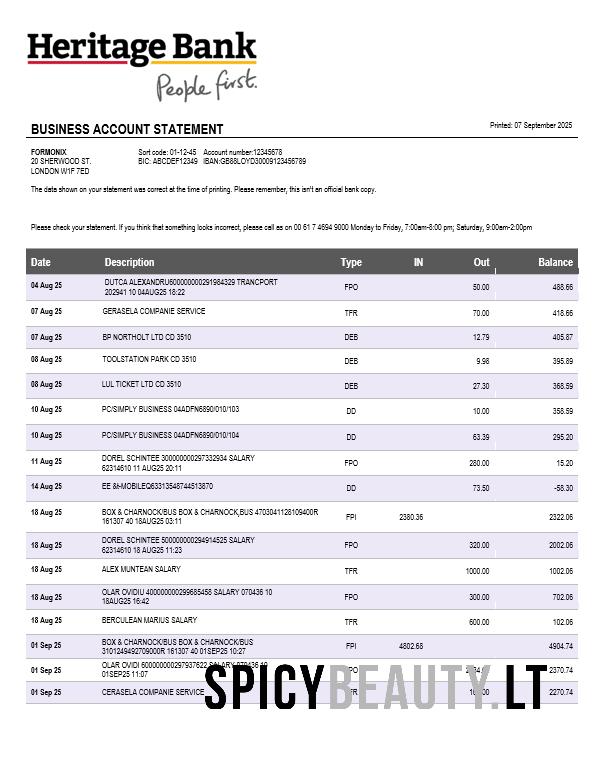 Heritage Bank
People first.
BUSINESS ACCOUNT STATEMENT
Printed: 07 September 2025
FORMONIX
20 SHERWOOD ST.
LONDON W1F 7ED
Sort code: 01-12-45 Account number:12345678
BIC: ABCDEF12349 IBAN:GB88LOYD30009123456789
The data shown on your statement was correct at the time of printing. Please remember, this isn't an official bank copy.
Please check your statement. If you think that something looks incorrect, please call as on 00 61 7 4694 9000 Monday to Friday, 7:00am-8:00 pm; Saturday, 9:00am-2:00pm
Date Description Type IN Out Balance
04 Aug 25 DUTCA ALEXANDRU600000000291984329 TRANCPORT FPO 50.00 488.66
202941 10 04AUG25 18:22
07 Aug 25 GERASELA COMPANIE SERVICE TFR 70.00 418.66
07 Aug 25 BP NORTHOLT LTD CD 3510 DEB 12.79 405.87
08 Aug 25 TOOLSTATION PARK CD 3510 DEB 9.98 395.89
08 Aug 25 LUL TICKET LTD CD 3510 DEB 27.30 368.59
10 Aug 25 PC/SIMPLY BUSINESS 04ADFN6890/010/103 DD 10.00 358.59
10 Aug 25 PC/SIMPLY BUSINESS 04ADFN6890/010/104 DD 63.39 295.20
11 Aug 25 DOREL SCHINTEE 300000000297332934 SALARY FPO 280.00 15.20
62314610 11 AUG25 20:11
14 Aug 25 EE &t-MOBILEQ63313548744513870 DD 73.50 -58.30
18 Aug 25 BOX & CHARNOCK/BUS BOX & CHARNOCK,BUS 4703041128109400R FPI 2380.36 2322.06
161307 40 18AUG25 03:11
18 Aug 25 DOREL SCHINTEE 500000000294914525 SALARY FPO 320.00 2002.06
62314610 18 AUG25 11:23
18 Aug 25 ALEX MUNTEAN SALARY TFR 1000.00 1002.06
18 Aug 25 OLAR OVIDIU 400000000299685458 SALARY 070436 10 FPO 300.00 702.06
18AUG25 16:42
18 Aug 25 BERCULEAN MARIUS SALARY TFR 600.00 102.06
01 Sep 25 BOX & CHARNOCK/BUS BOX & CHARNOCK/BUS FPI 4802.68 4904.74
3101249492709000R 161307 40 01SEP25 10:27
01 Sep 25 OLAR OVIDI 600000000297937622 SALARY 070436 10 2370.74
01SEP25 11:07
01 Sep 25 CERASELA COMPANIE SERVICE 2270.74
SPICYBEAUTY.LT